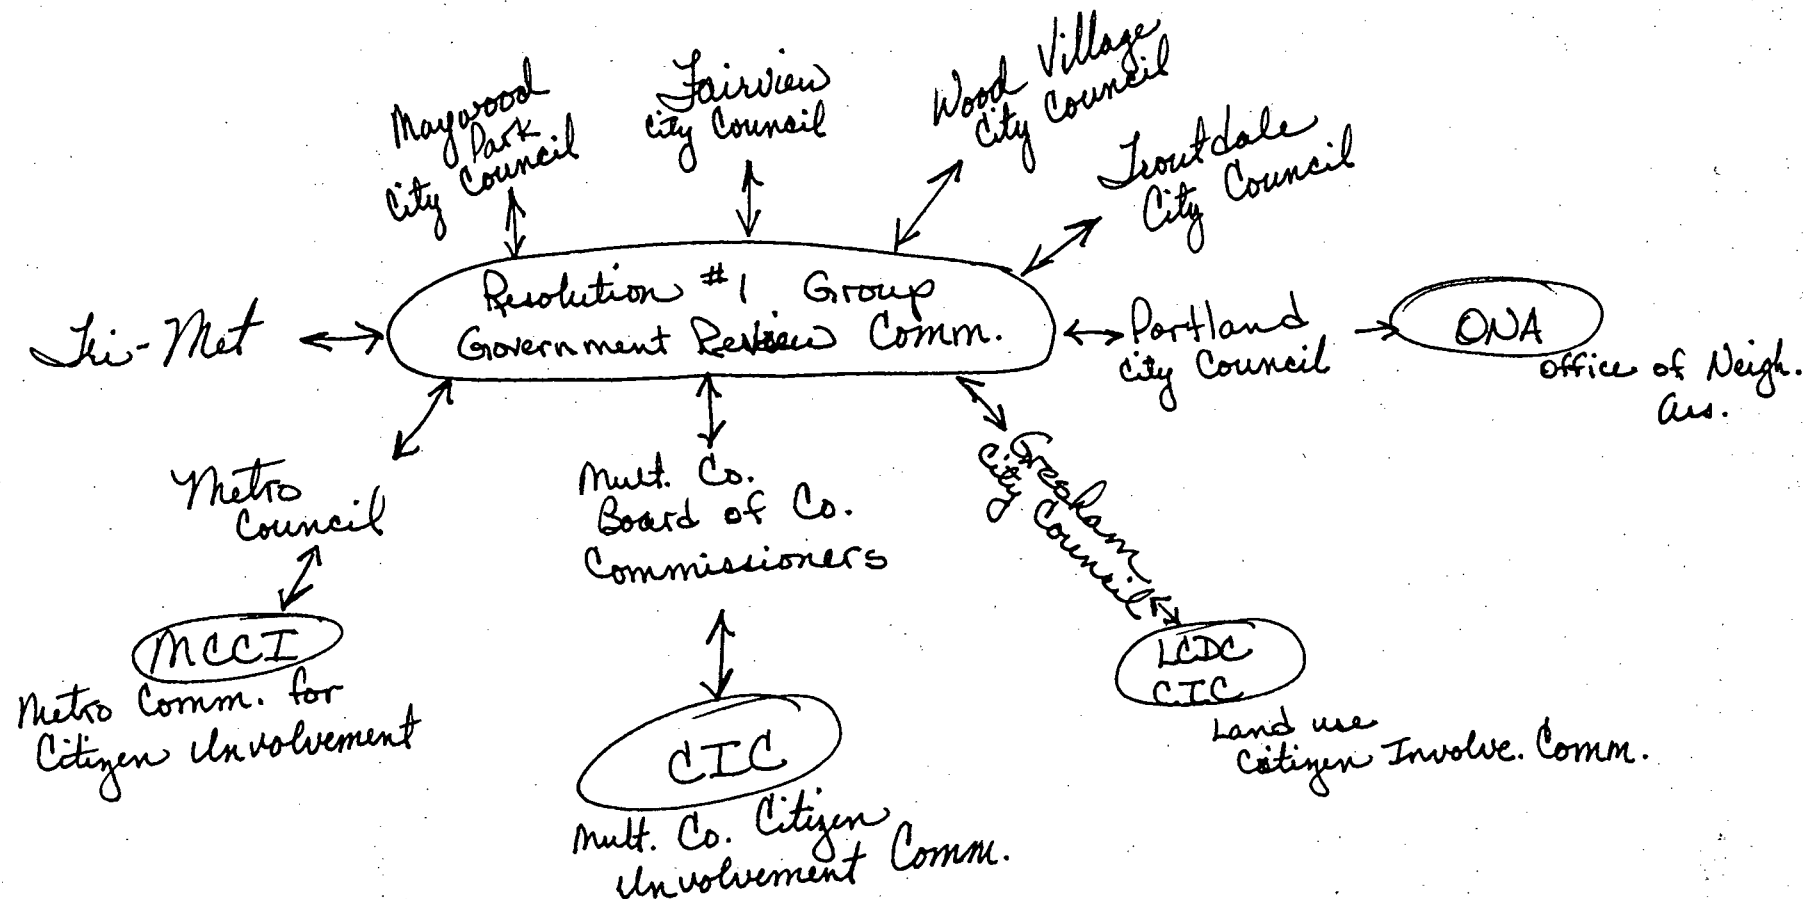 Maywood
Park
City Council
Fairview
City Council
Wood Village
City Council
Troutdale
City Council
Resolution #1 Group
Government Review Comm.
Tri-Met
Portland
City Council
ONA
Office of Neigh.
Ass.
Metro
Council
Mult. Co.
Board of Co.
Commissioners
Gresham
City Council
MCCI
Metro Comm. for
Citizen Involvement
CIC
Mult. Co. Citizen
Involvement Comm.
LCDC
CIC
Land use
Citizen Involve. Comm.